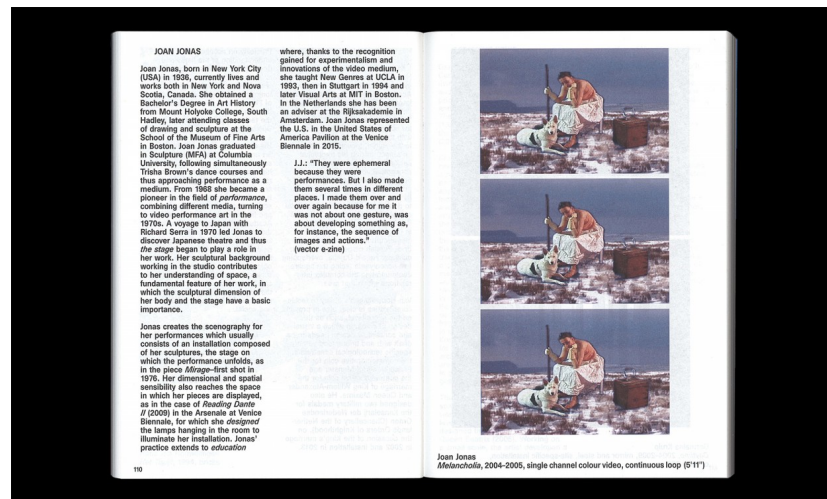 JOAN JONAS
Joan Jonas, born in New York City
(USA) in 1936, currently lives and
works both in New York and Nova
Scotia, Canada. She obtained a
Bachelor's Degree in Art History
from Mount Holyoke College, South
Hadley, later attending classes
of drawing and sculpture at the
School of the Museum of Fine Arts
in Boston. Joan Jonas graduated
in Sculpture (MFA) at Columbia
University, following simultaneously
Trisha Brown's dance courses and
thus approaching performance as a
medium. From 1968 she became a
pioneer in the field of performance,
combining different media, turning
to video performance art in the
1970s. A voyage to Japan with
Richard Serra in 1970 led Jonas to
discover Japanese theatre and thus
the stage began to play a role in
her work. Her sculptural background
working in the studio contributes
to her understanding of space, a
fundamental feature of her work, in
which the sculptural dimension of
her body and the stage have a basic
importance.
Jonas creates the scenography for
her performances which usually
consists of an installation composed
of her sculptures, the stage on
which the performance unfolds, as
in the piece Mirage–first shot in
1976. Her dimensional and spatial
sensibility also reaches the space
in which her pieces are displayed,
as in the case of Reading Dante
II (2009) in the Arsenale at Venice
Biennale, for which she designed
the lamps hanging in the room to
illuminate her installation. Jonas'
practice extends to education
110
where, thanks to the recognition
gained for experimentalism and
innovations of the video medium,
she taught New Genres at UCLA in
1993, then in Stuttgart in 1994 and
later Visual Arts at MIT in Boston.
In the Netherlands she has been
an adviser at the Rijksakademie in
Amsterdam. Joan Jonas represented
the U.S. in the United States of
America Pavilion at the Venice
Biennale in 2015.
J.J.: “They were ephemeral
because they were
performances. But I also made
them several times in different
places. I made them over and
over again because for me it
was not about one gesture, was
about developing something as,
for instance, the sequence of
images and actions.”
(vector e-zine)
Joan Jonas
Melancholia, 2004–2005, single channel colour video, continuous loop (5'11")